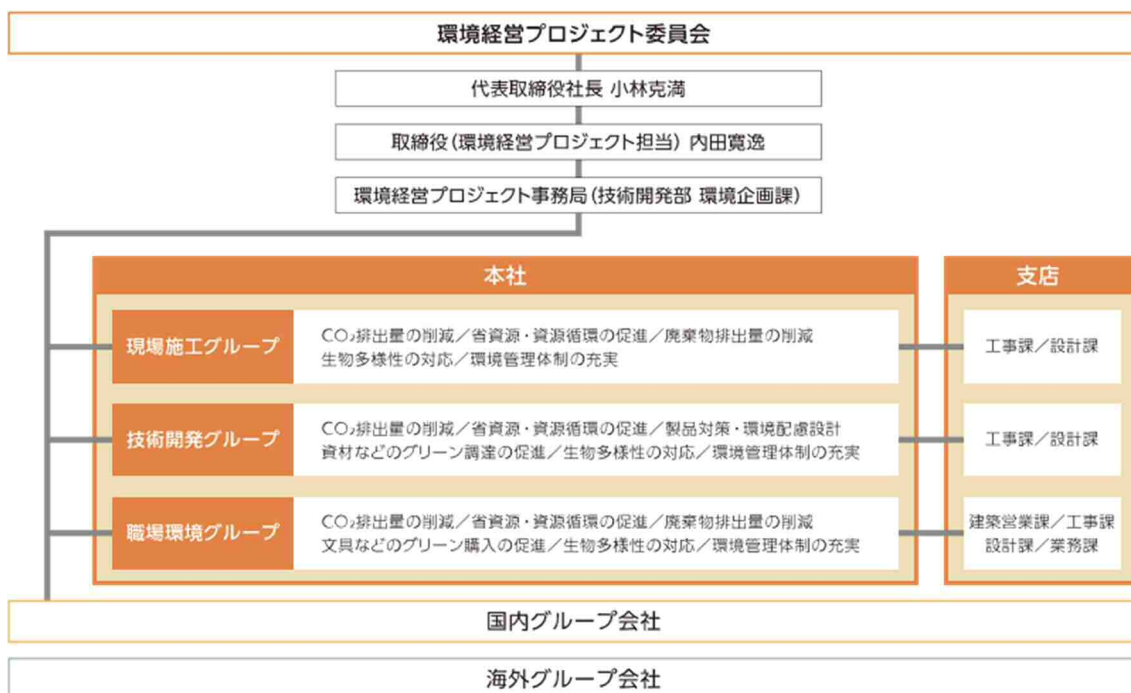 環境経営プロジェクト委員会
代表取締役社長 小林克満
取締役(環境経営プロジェクト担当) 内田寛逸
環境経営プロジェクト事務局(技術開発部 環境企画課)
本社
支店
現場施工グループ
CO₂排出量の削減/省資源・資源循環の促進/廃棄物排出量の削減
生物多様性の対応/環境管理体制の充実
工事課/設計課
技術開発グループ
CO₂排出量の削減/省資源・資源循環の促進/製品対策・環境配慮設計
資材などのグリーン調達の促進/生物多様性の対応/環境管理体制の充実
工事課/設計課
職場環境グループ
CO₂排出量の削減/省資源・資源循環の促進/廃棄物排出量の削減
文具などのグリーン購入の促進/生物多様性の対応/環境管理体制の充実
建築営業課/工事課
設計課/業務課
国内グループ会社
海外グループ会社